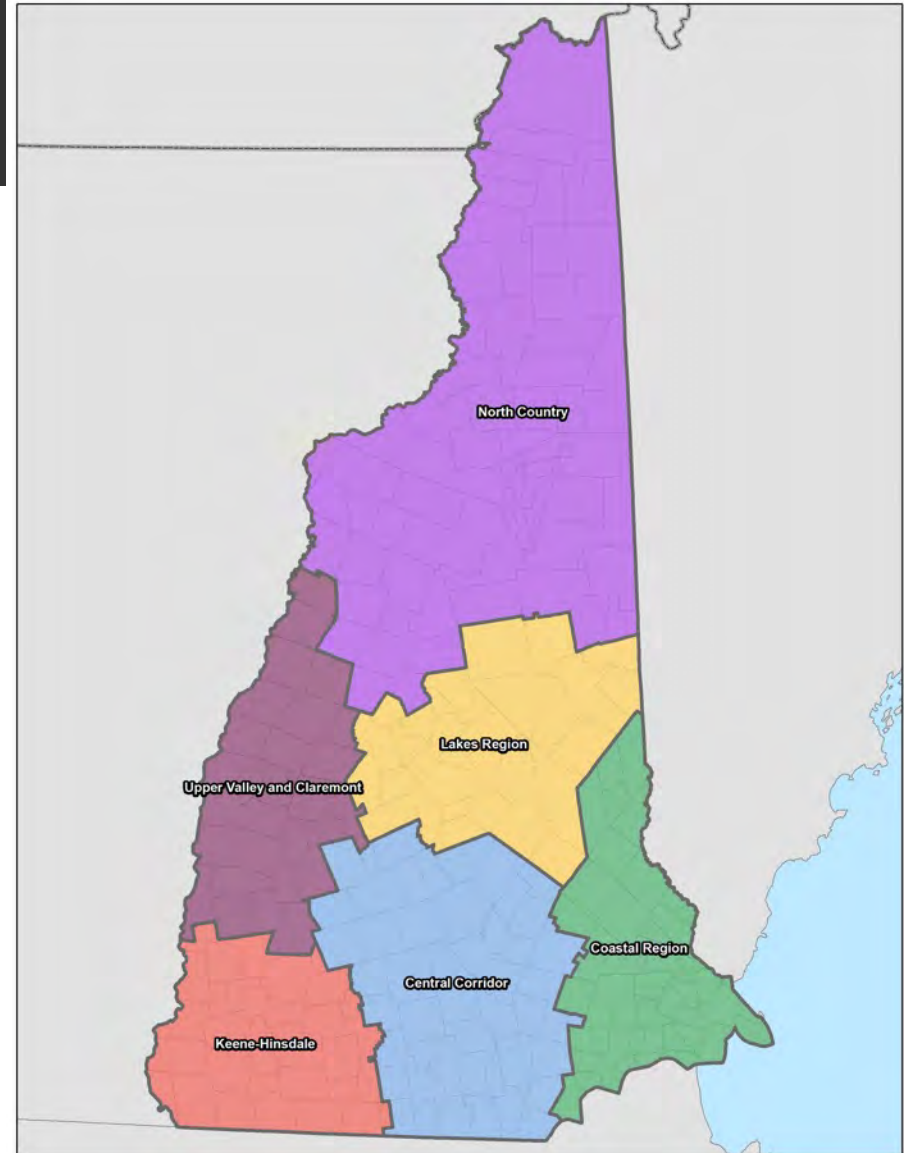 North Country
Lakes Region
Upper Valley and Claremont
Coastal Region
Central Corridor
Keene-Hinsdale